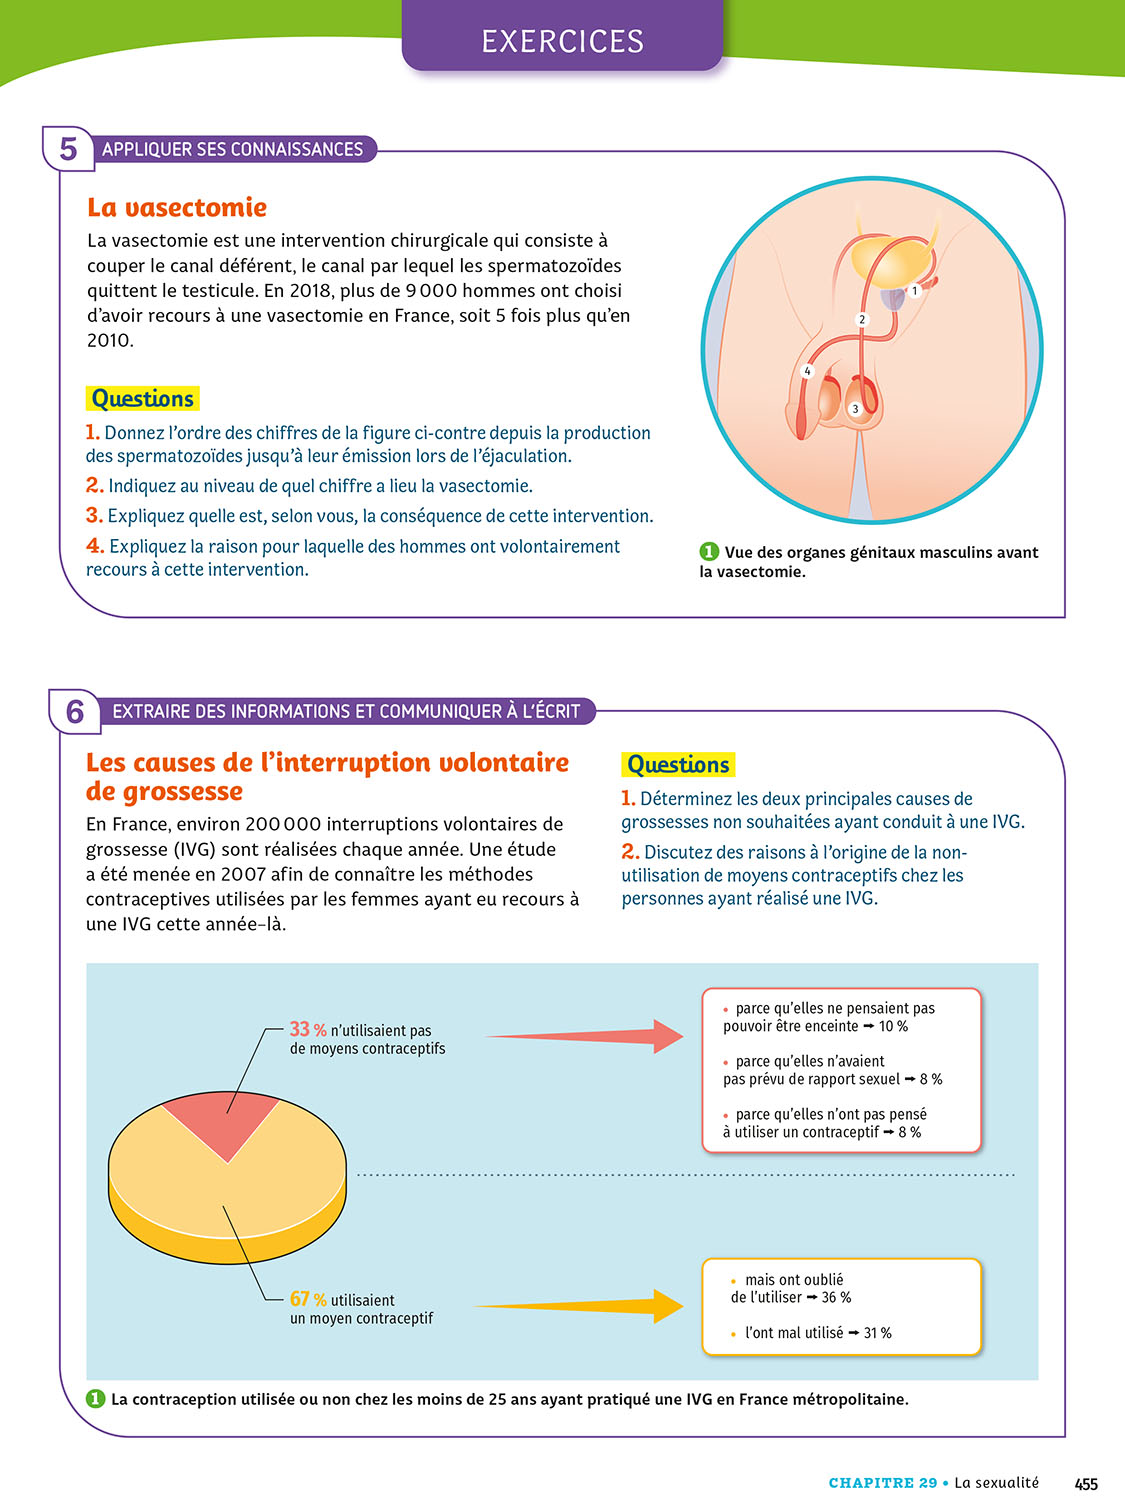 EXERCICES
5 APPLIQUER SES CONNAISSANCES
La vasectomie
La vasectomie est une intervention chirurgicale qui consiste à
couper le canal déférent, le canal par lequel les spermatozoïdes
quittent le testicule. En 2018, plus de 9 000 hommes ont choisi
d’avoir recours à une vasectomie en France, soit 5 fois plus qu’en
2010.
Questions
1. Donnez l’ordre des chiffres de la figure ci-contre depuis la production
des spermatozoïdes jusqu’à leur émission lors de l’éjaculation.
2. Indiquez au niveau de quel chiffre a lieu la vasectomie.
3. Expliquez quelle est, selon vous, la conséquence de cette intervention.
4. Expliquez la raison pour laquelle des hommes ont volontairement
recours à cette intervention.
1
2
4
3
1 Vue des organes génitaux masculins avant
la vasectomie.
6 EXTRAIRE DES INFORMATIONS ET COMMUNIQUER À L’ÉCRIT
Les causes de l’interruption volontaire
de grossesse
En France, environ 200 000 interruptions volontaires de
grossesse (IVG) sont réalisées chaque année. Une étude
a été menée en 2007 afin de connaître les méthodes
contraceptives utilisées par les femmes ayant eu recours à
une IVG cette année-là.
Questions
1. Déterminez les deux principales causes de
grossesses non souhaitées ayant conduit à une IVG.
2. Discutez des raisons à l’origine de la non-
utilisation de moyens contraceptifs chez les
personnes ayant réalisé une IVG.
33 % n’utilisaient pas
de moyens contraceptifs
• parce qu’elles ne pensaient pas
pouvoir être enceinte ➞ 10 %
• parce qu’elles n’avaient
pas prévu de rapport sexuel ➞ 8 %
• parce qu’elles n’ont pas pensé
à utiliser un contraceptif ➞ 8 %
67 % utilisaient
un moyen contraceptif
• mais ont oublié
de l’utiliser ➞ 36 %
• l’ont mal utilisé ➞ 31 %
1 La contraception utilisée ou non chez les moins de 25 ans ayant pratiqué une IVG en France métropolitaine.
CHAPITRE 29 • La sexualité 455